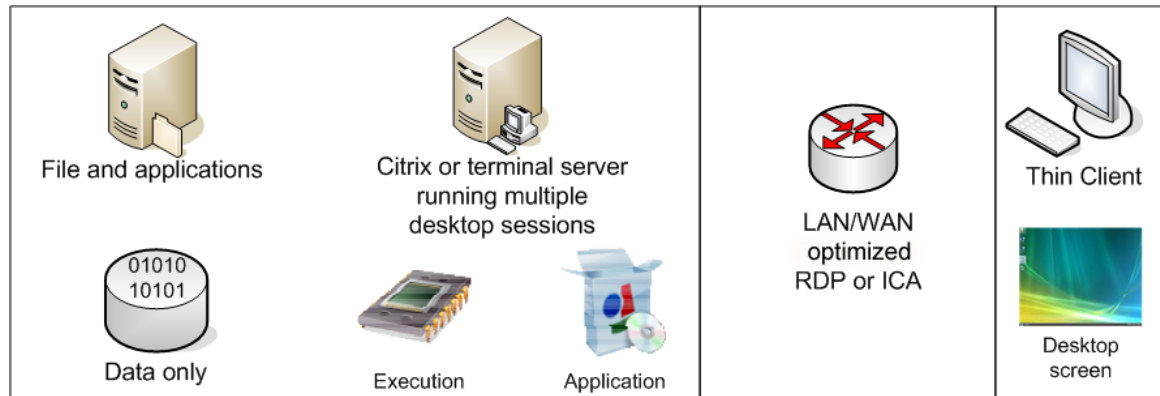 File and applications
Citrix or terminal server
running multiple
desktop sessions
01010
10101
Data only
Execution
Application
LAN/WAN
optimized
RDP or ICA
Thin Client
Desktop
screen